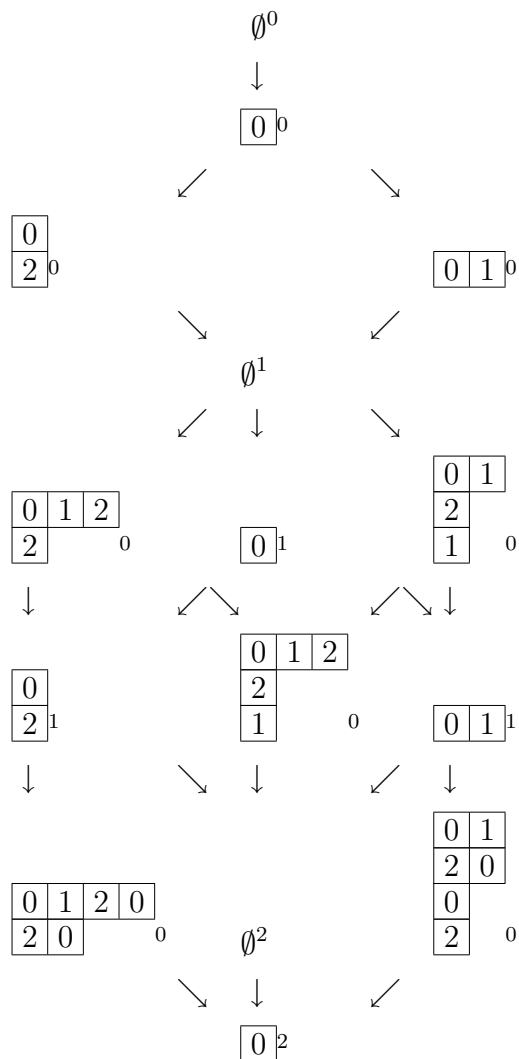 ∅⁰
↓
0 ⁰
↙ ↘
0
2 ⁰ 0 1 ⁰
↘ ↙
∅¹
↙ ↓ ↘
0 1
0 1 2 2
2 ⁰ 0 ¹ 1 ⁰
↓ ↙ ↘ ↙ ↘ ↓
0 1 2
0 2
2 ¹ 1 ⁰ 0 1 ¹
↓ ↘ ↓ ↙ ↓
0 1
2 0
0 1 2 0 0
2 0 ⁰ ∅² 2 ⁰
↘ ↓ ↙
0 ²